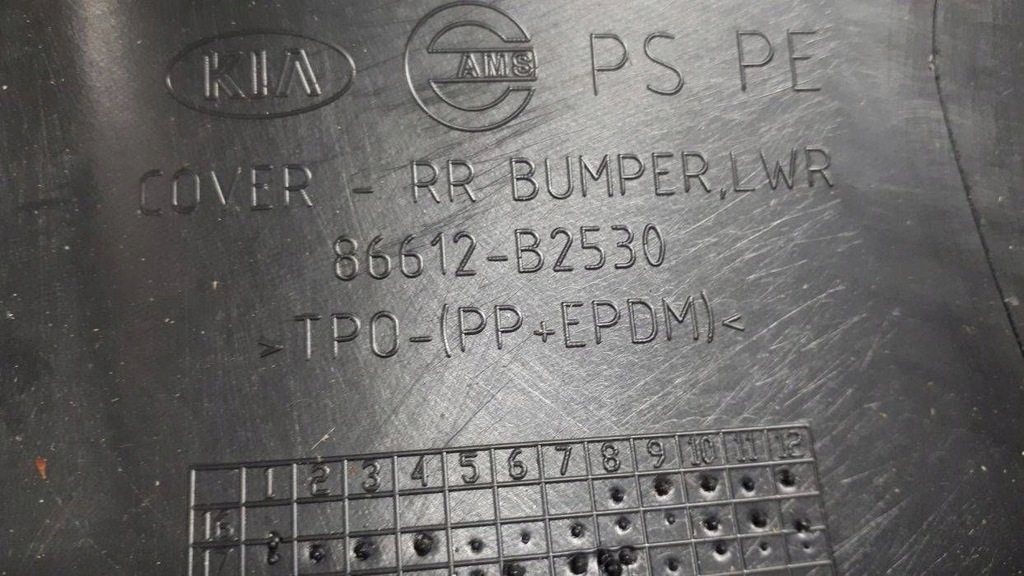 KIA AMS PS PE
COVER - RR BUMPER,LWR
86612-B2530
>TPO-(PP+EPDM)<
1 2 3 4 5 6 7 8 9 10 11 12
16